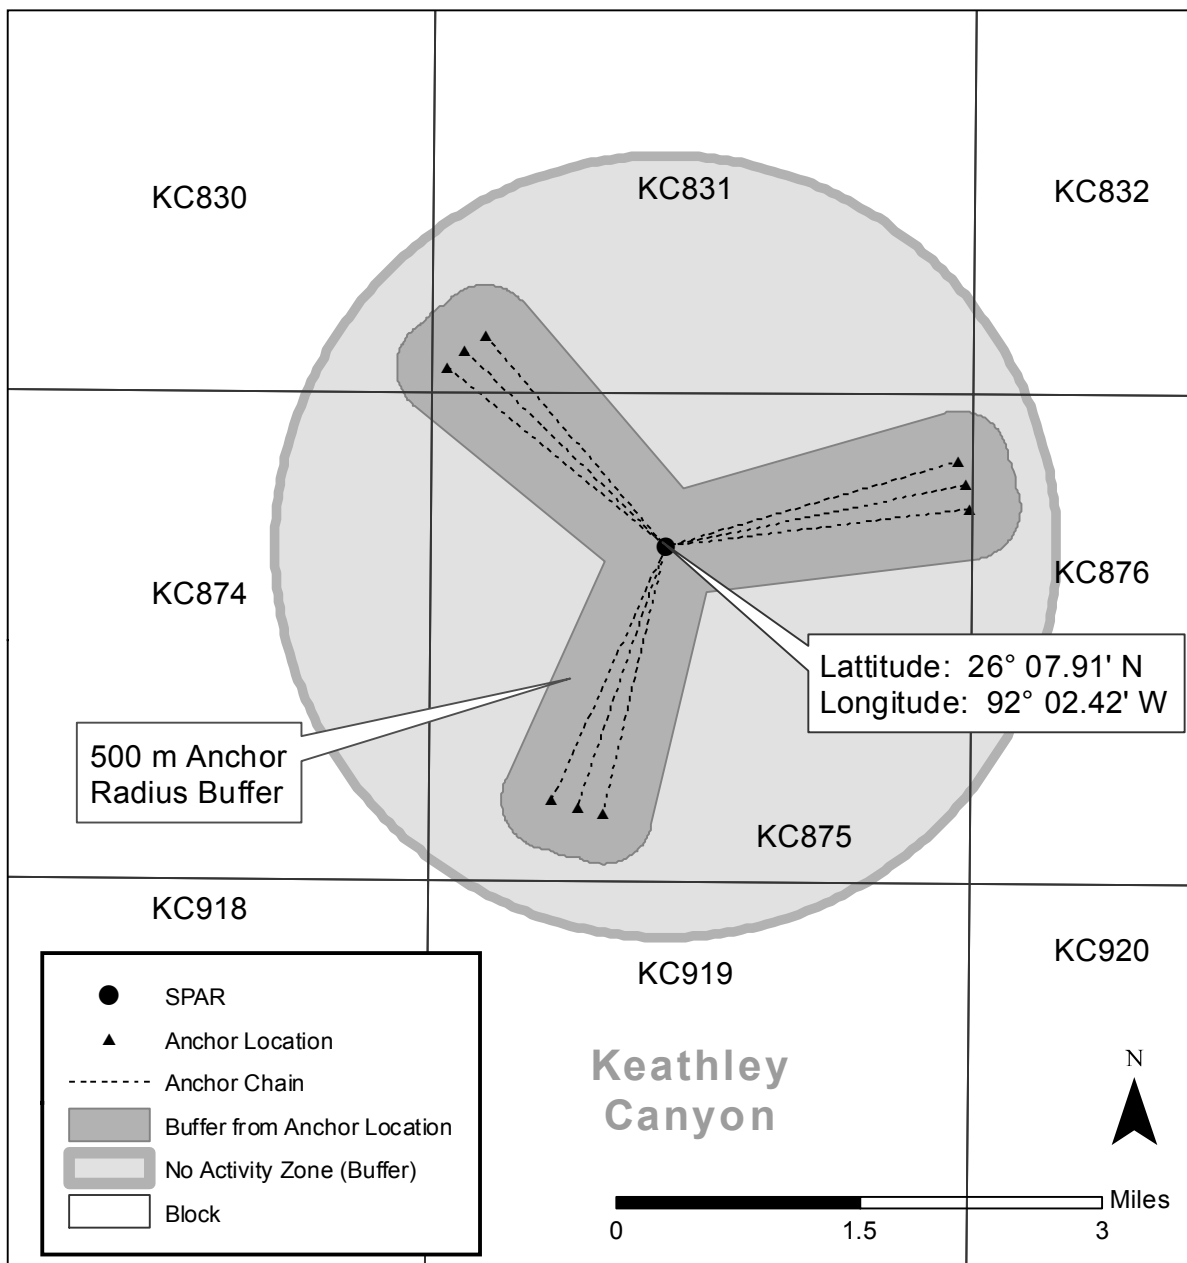 KC830
KC831
KC832
KC874
KC876
Lattitude: 26° 07.91' N
Longitude: 92° 02.42' W
500 m Anchor
Radius Buffer
KC875
KC918
KC919
KC920
SPAR
Anchor Location
Anchor Chain
Buffer from Anchor Location
No Activity Zone (Buffer)
Block
Keathley
Canyon
N
Miles
0 1.5 3